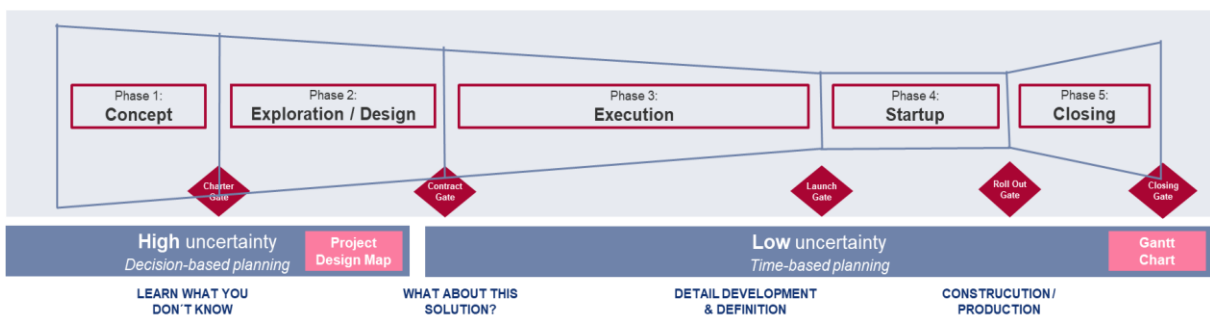 Phase 1:
Concept
Phase 2:
Exploration / Design
Phase 3:
Execution
Phase 4:
Startup
Phase 5:
Closing
Charter
Gate
Contract
Gate
Launch
Gate
Roll Out
Gate
Closing
Gate
High uncertainty
Decision-based planning
Project
Design Map
Low uncertainty
Time-based planning
Gantt
Chart
LEARN WHAT YOU
DON´T KNOW
WHAT ABOUT THIS
SOLUTION?
DETAIL DEVELOPMENT
& DEFINITION
CONSTRUCUTION /
PRODUCTION